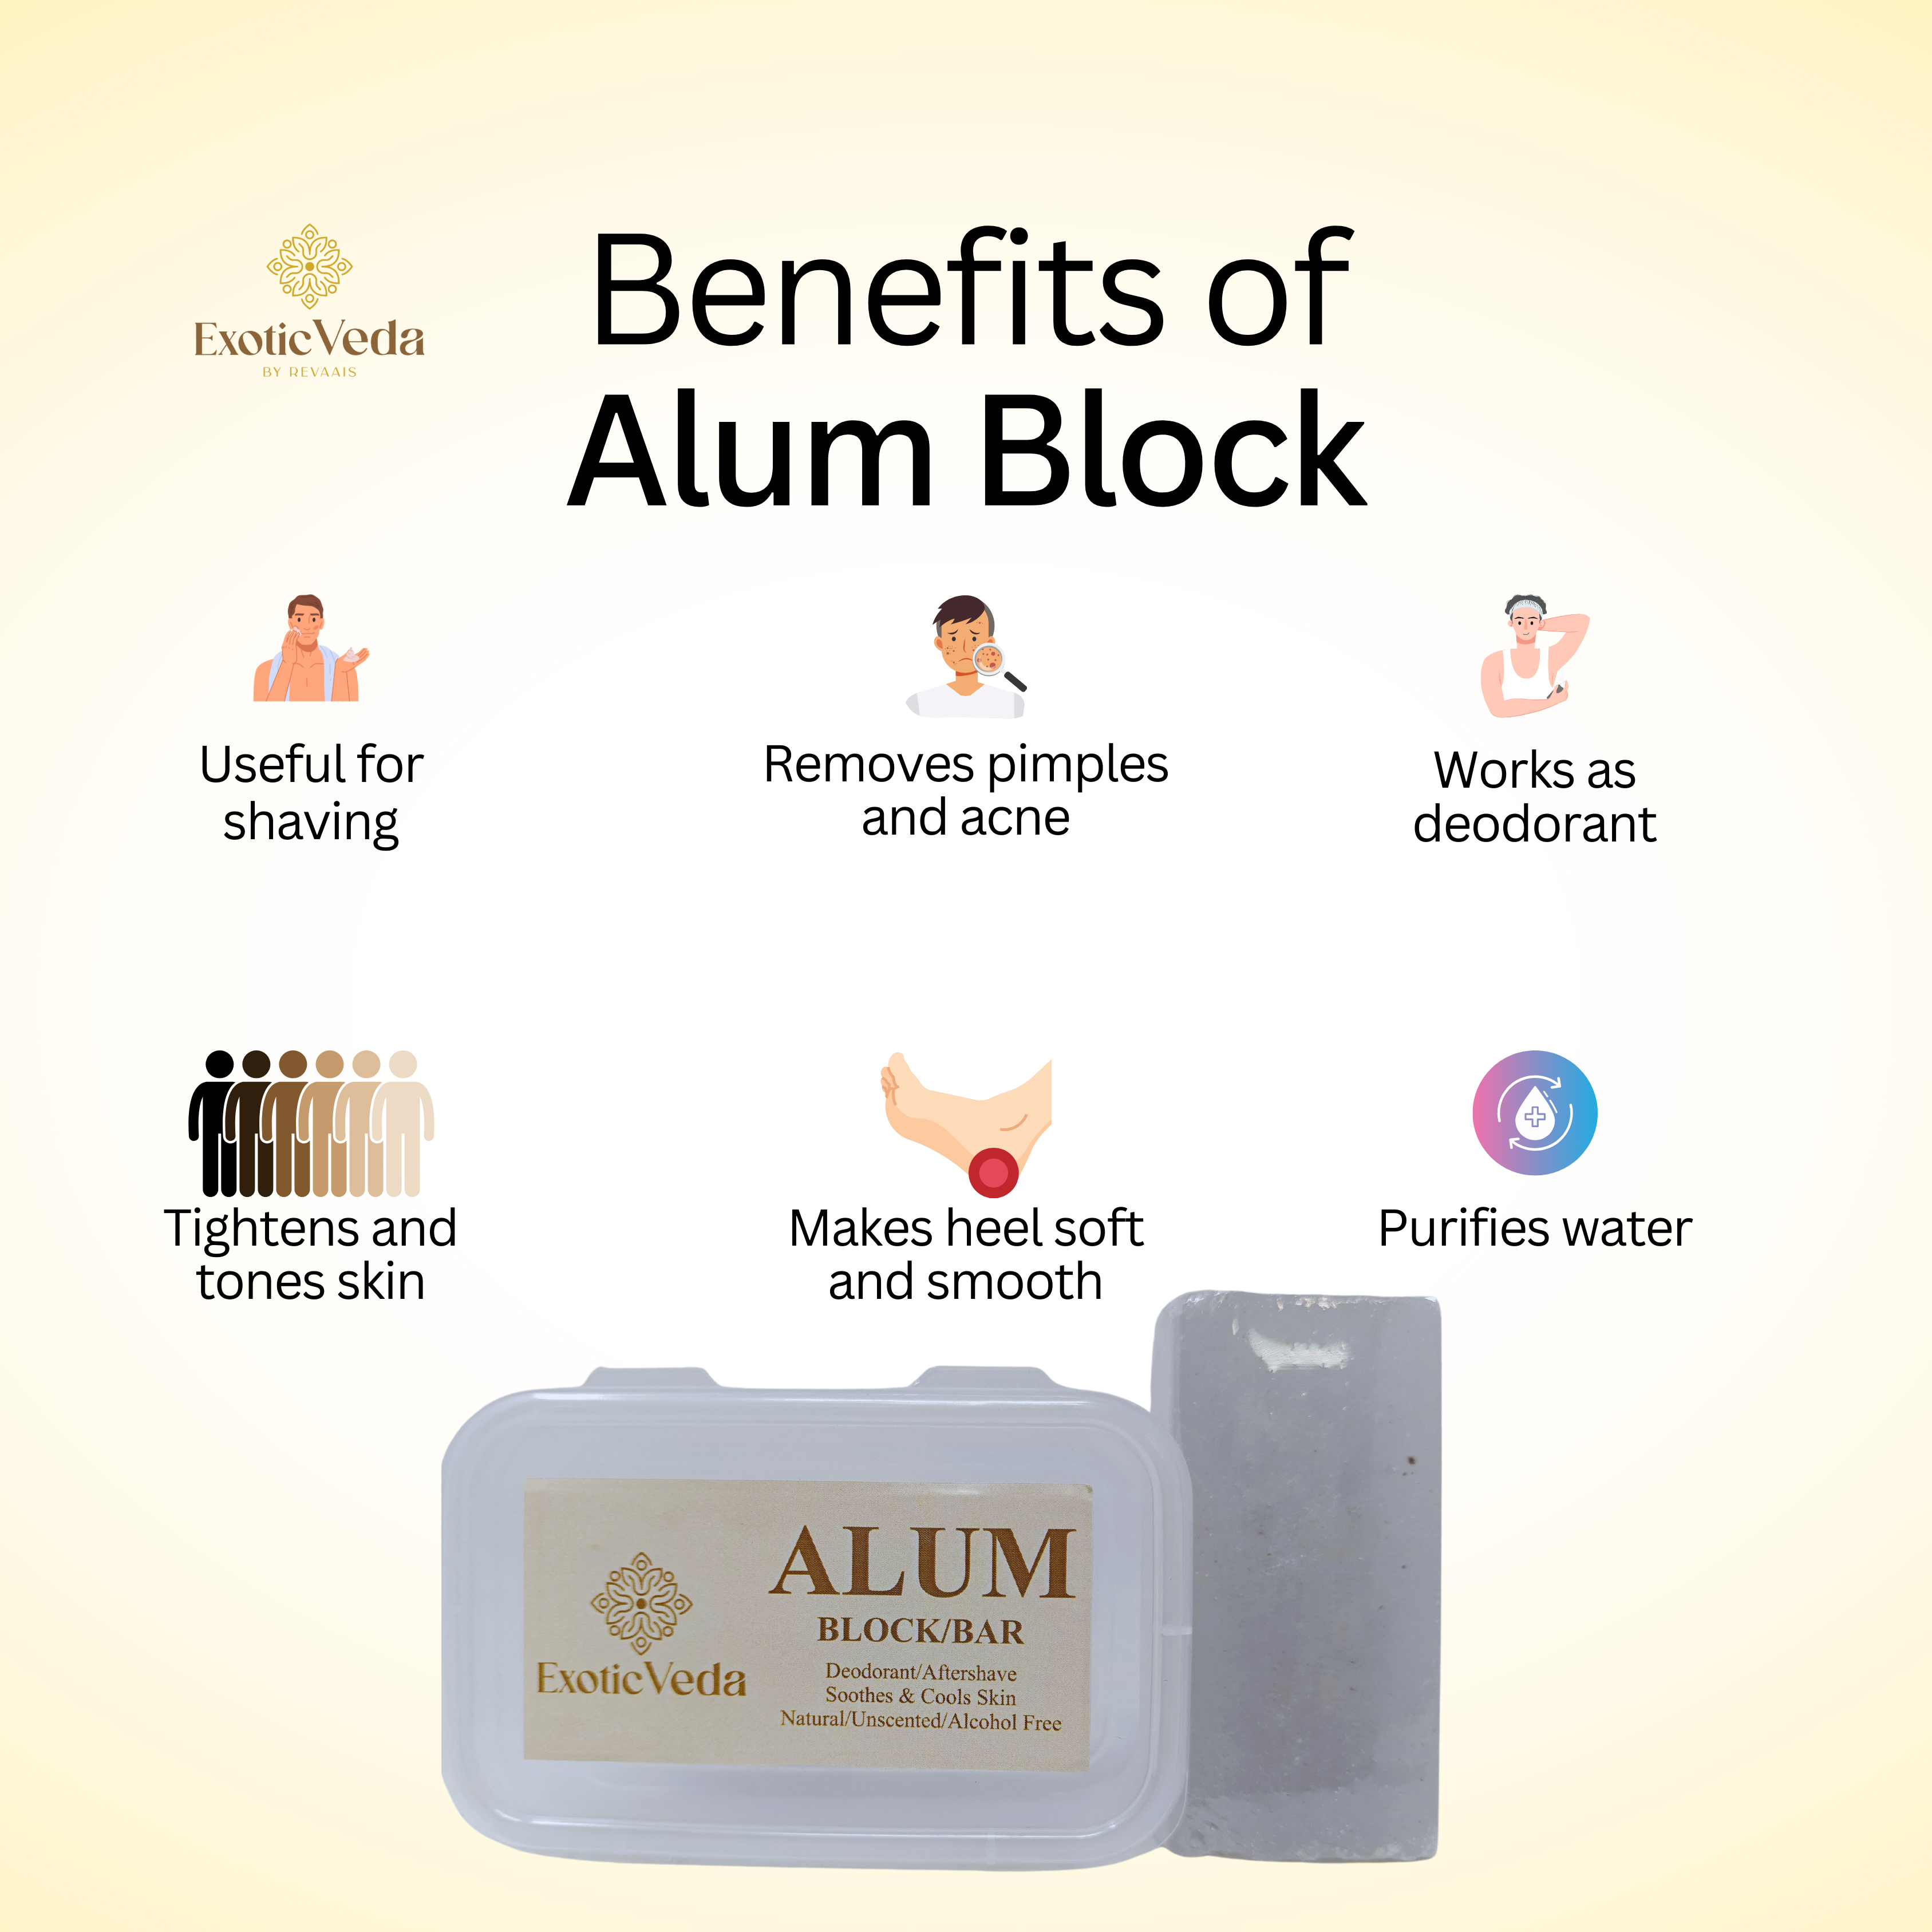 ExoticVeda
BY REVAAIS
Benefits of
Alum Block
Useful for
shaving
Removes pimples
and acne
Works as
deodorant
Tightens and
tones skin
Makes heel soft
and smooth
Purifies water
ExoticVeda
ALUM
BLOCK/BAR
Deodorant/Aftershave
Soothes & Cools Skin
Natural/Unscented/Alcohol Free